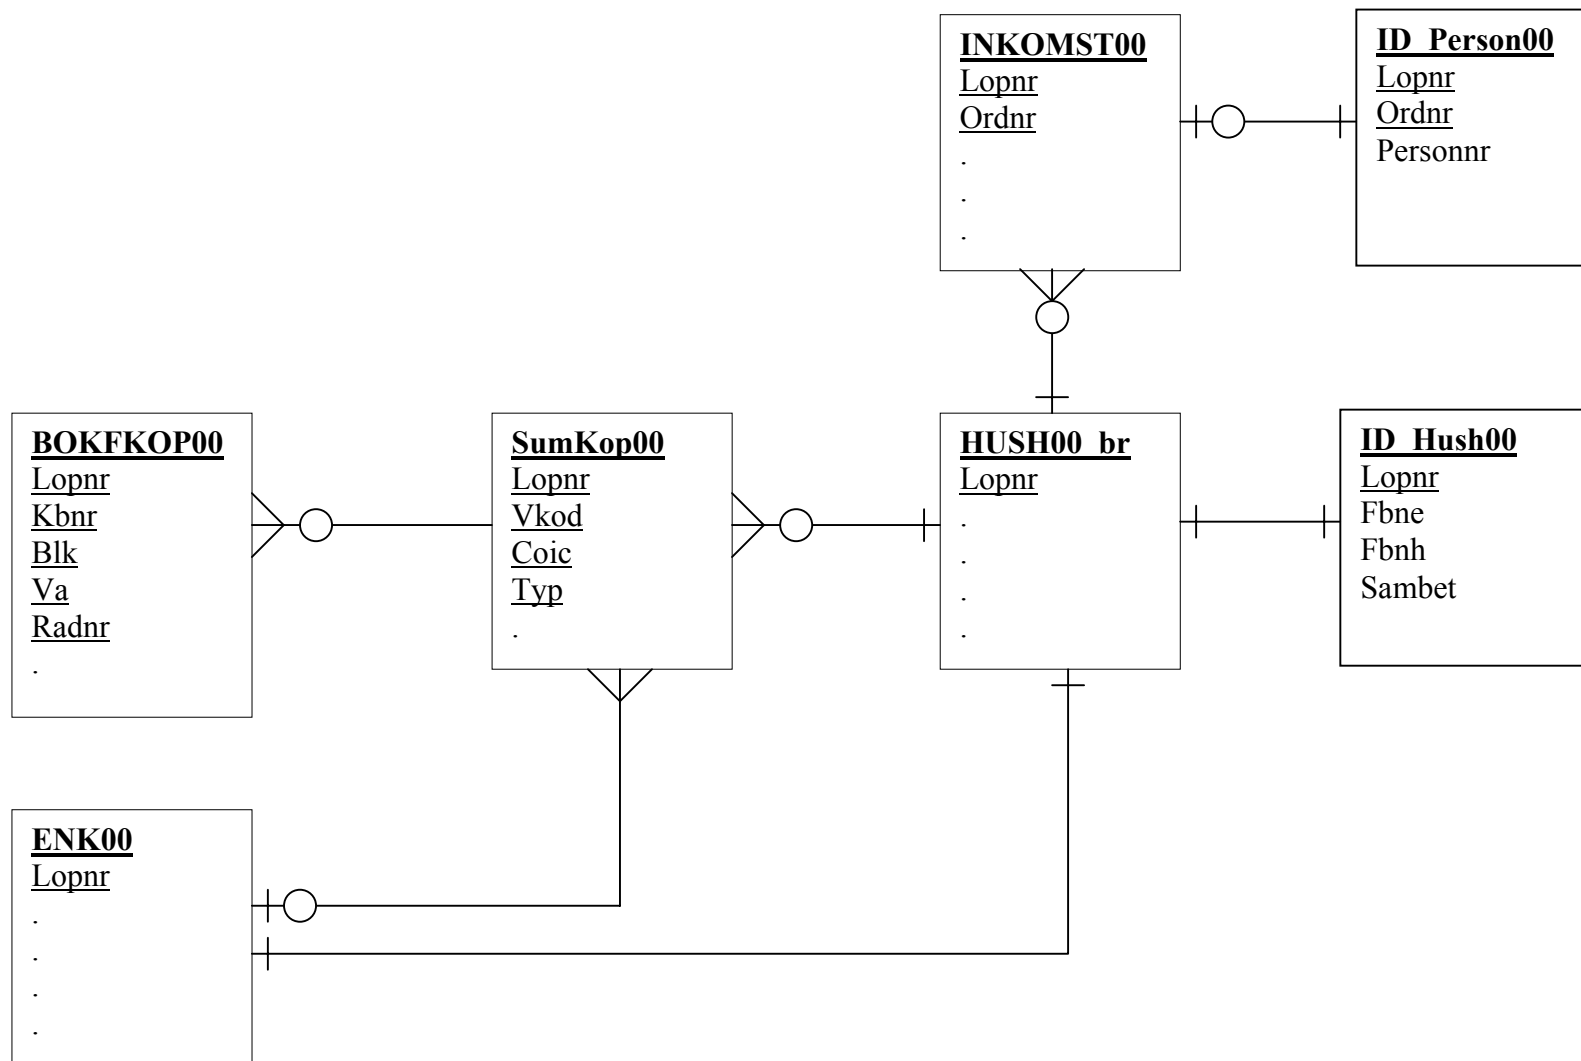 INKOMST00
Lopnr
Ordnr
.
.
.
ID_Person00
Lopnr
Ordnr
Personnr
BOKFKOP00
Lopnr
Kbnr
Blk
Va
Radnr
.
SumKop00
Lopnr
Vkod
Coic
Typ
.
HUSH00_br
Lopnr
.
.
.
.
ID_Hush00
Lopnr
Fbne
Fbnh
Sambet
ENK00
Lopnr
.
.
.
.